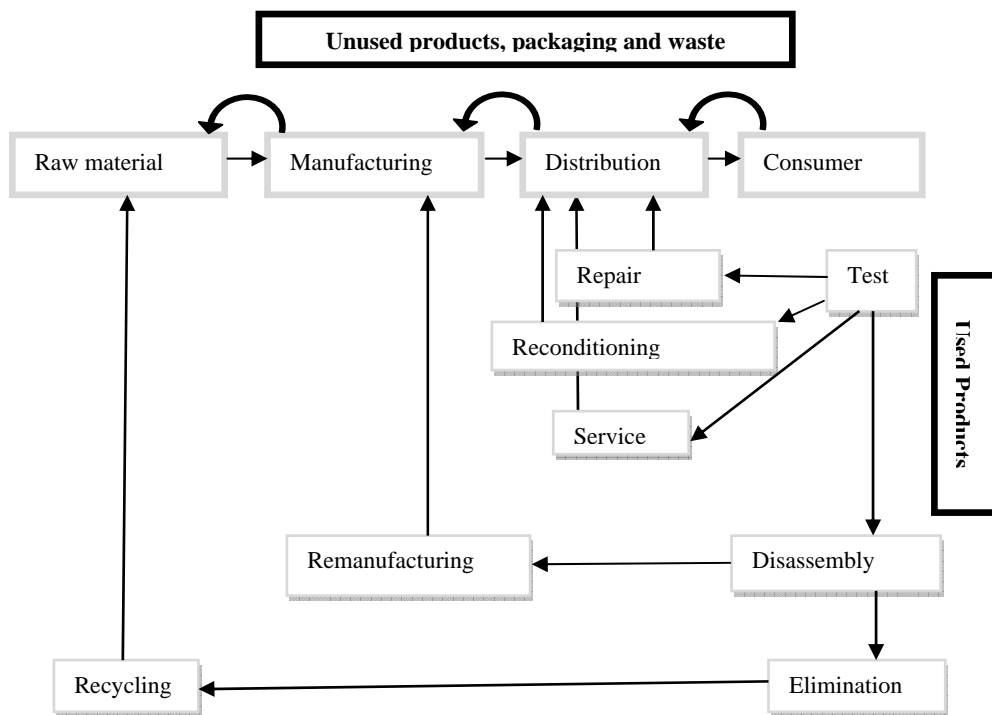 Unused products, packaging and waste
Raw material
Manufacturing
Distribution
Consumer
Repair
Test
Reconditioning
Used Products
Service
Remanufacturing
Disassembly
Recycling
Elimination